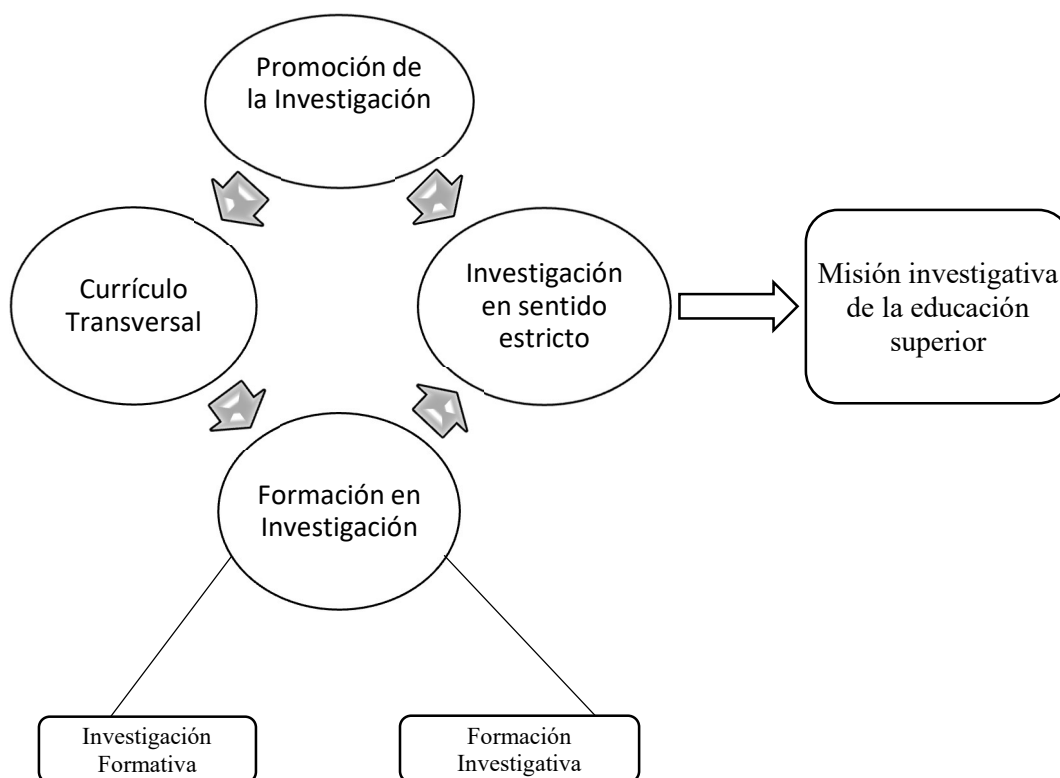 Promoción de
la Investigación
Currículo
Transversal
Investigación
en sentido
estricto
Misión investigativa
de la educación
superior
Formación en
Investigación
Investigación
Formativa
Formación
Investigativa